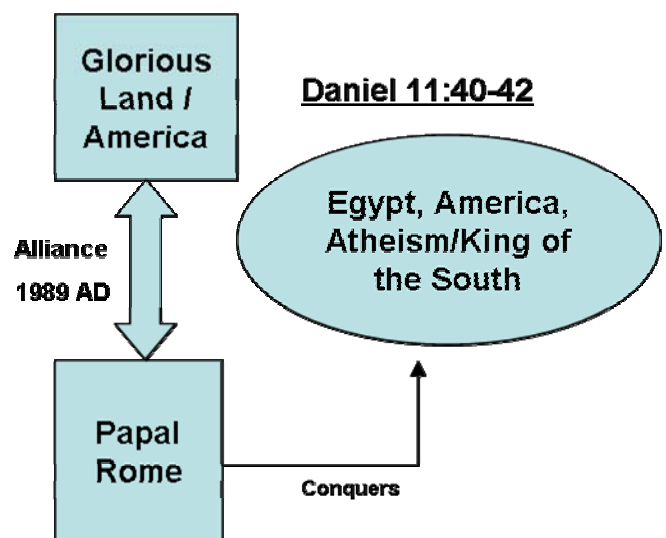 Glorious
Land /
America
Daniel 11:40-42
Egypt, America,
Atheism/King of
the South
Alliance
1989 AD
Papal
Rome
Conquers